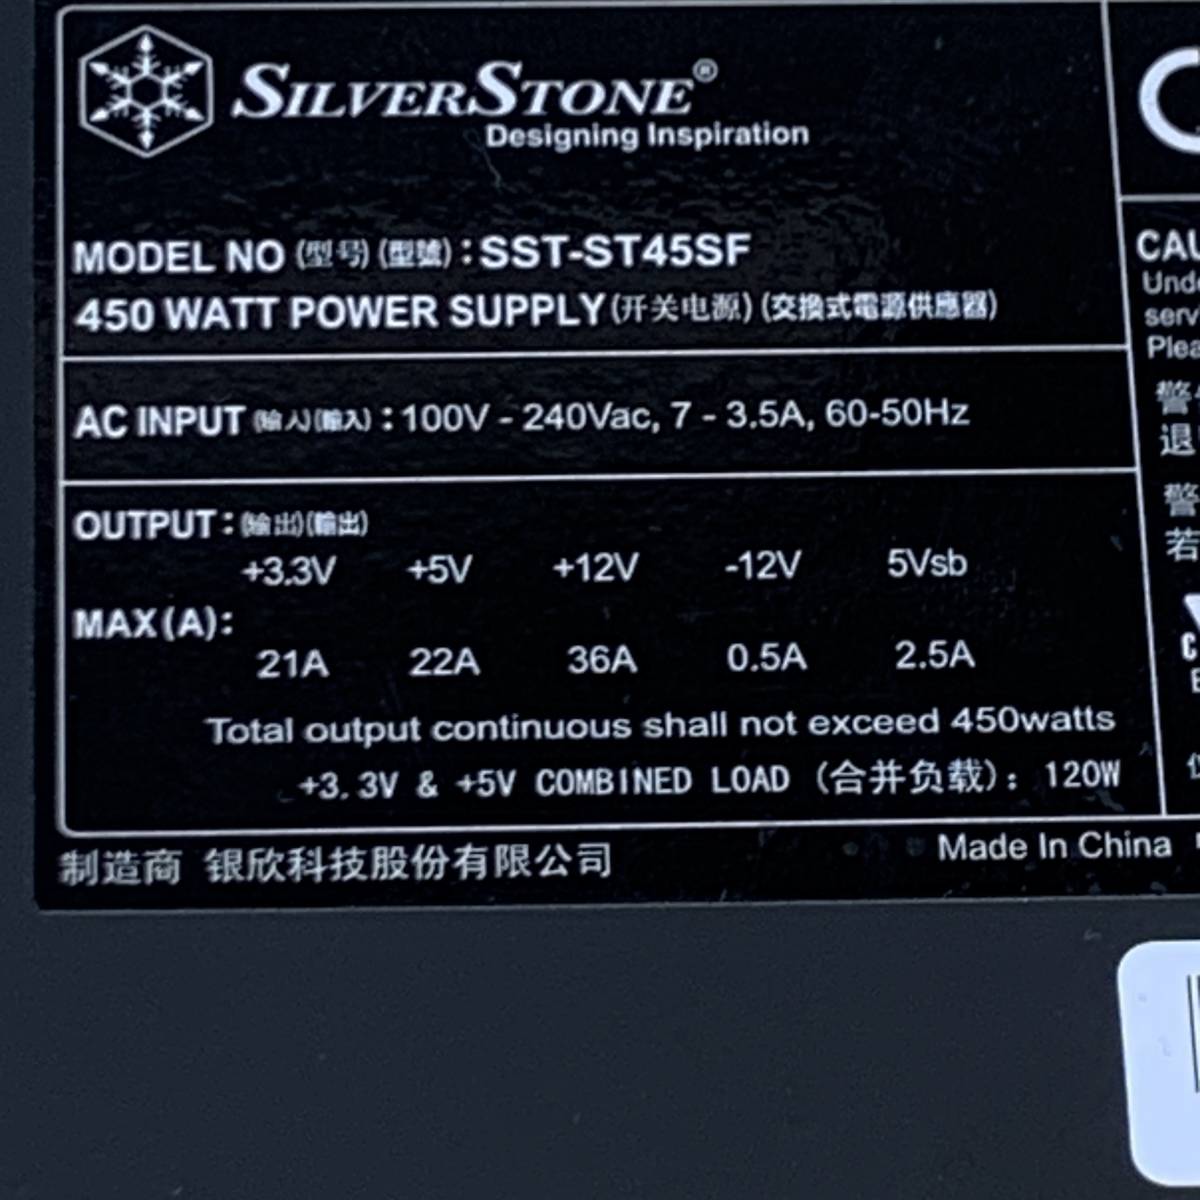 SILVERSTONE®
Designing Inspiration
MODEL NO (型号) (型號) : SST-ST45SF
450 WATT POWER SUPPLY (开关电源) (交換式電源供應器)
AC INPUT (输入)(輸入) : 100V - 240Vac, 7 - 3.5A, 60-50Hz
OUTPUT : (输出)(輸出)
+3.3V +5V +12V -12V 5Vsb
MAX(A):
21A 22A 36A 0.5A 2.5A
Total output continuous shall not exceed 450watts
+3.3V & +5V COMBINED LOAD (合并负载): 120W
制造商 银欣科技股份有限公司
Made In China
CAU
Unde
serv
Plea
警
退
警
若